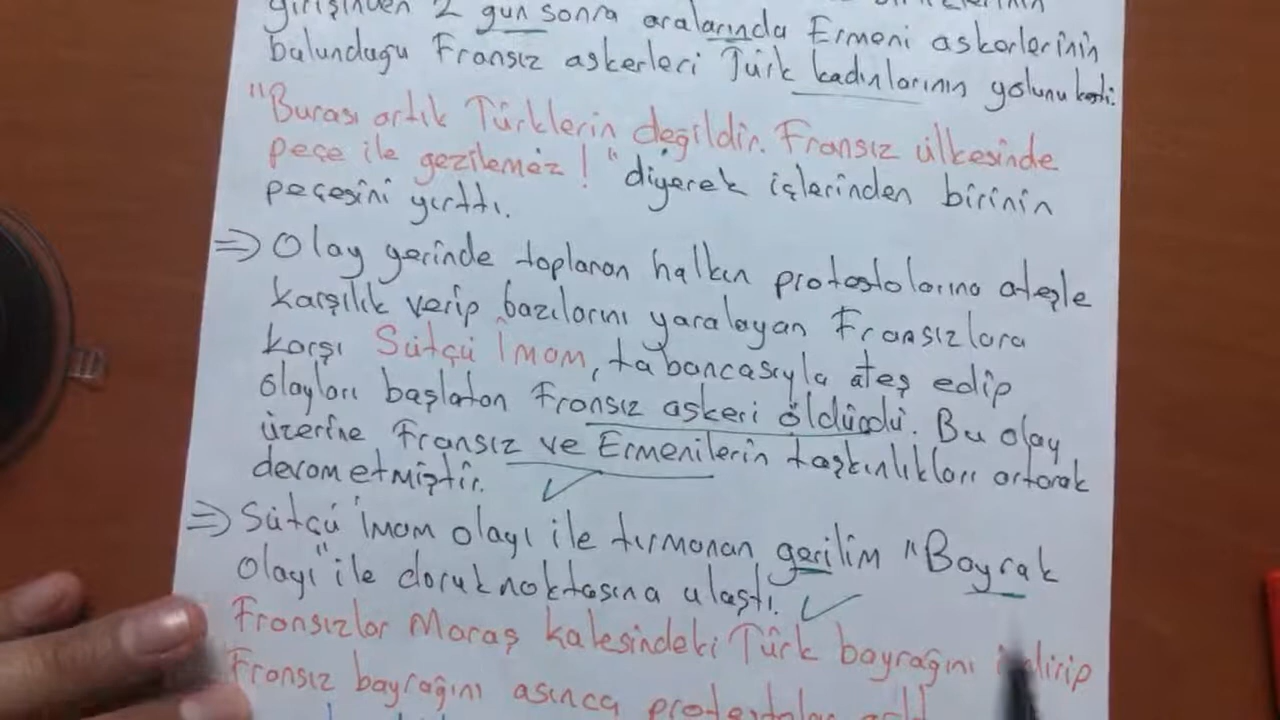 girişinden 2 gün sonra aralarında Ermeni askerlerinin
bulunduğu Fransız askerleri Türk kadınlarının yolunu kesti.
"Burası artık Türklerin değildir. Fransız ülkesinde
peçe ile gezilemez!" diyerek içlerinden birinin
peçesini yırttı.
⇒ Olay yerinde toplanan halkın protestolarına ateşle
karşılık verip bazılarını yaralayan Fransızlara
karşı Sütçü İmam, tabancasıyla ateş edip
olayları başlatan Fransız askeri öldürdü. Bu olay
üzerine Fransız ve Ermenilerin taşkınlıkları artarak
devam etmiştir.
⇒ Sütçü İmam olayı ile tırmanan gerilim "Bayrak
Olayı" ile doruk noktasına ulaştı.
Fransızlar Maraş kalesindeki Türk bayrağını indirip
Fransız bayrağını asınca protestolar